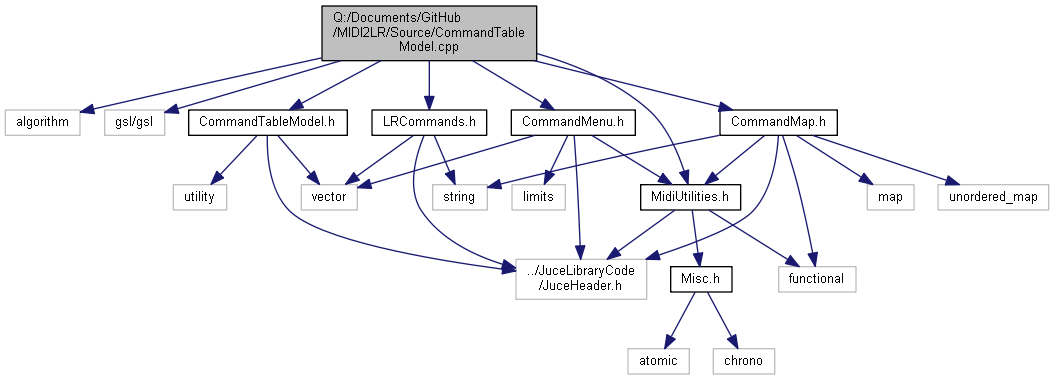 Q:/Documents/GitHub
/MIDI2LR/Source/CommandTable
Model.cpp
algorithm
gsl/gsl
CommandTableModel.h
LRCommands.h
CommandMenu.h
CommandMap.h
utility
vector
string
limits
MidiUtilities.h
map
unordered_map
../JuceLibraryCode
/JuceHeader.h
Misc.h
functional
atomic
chrono